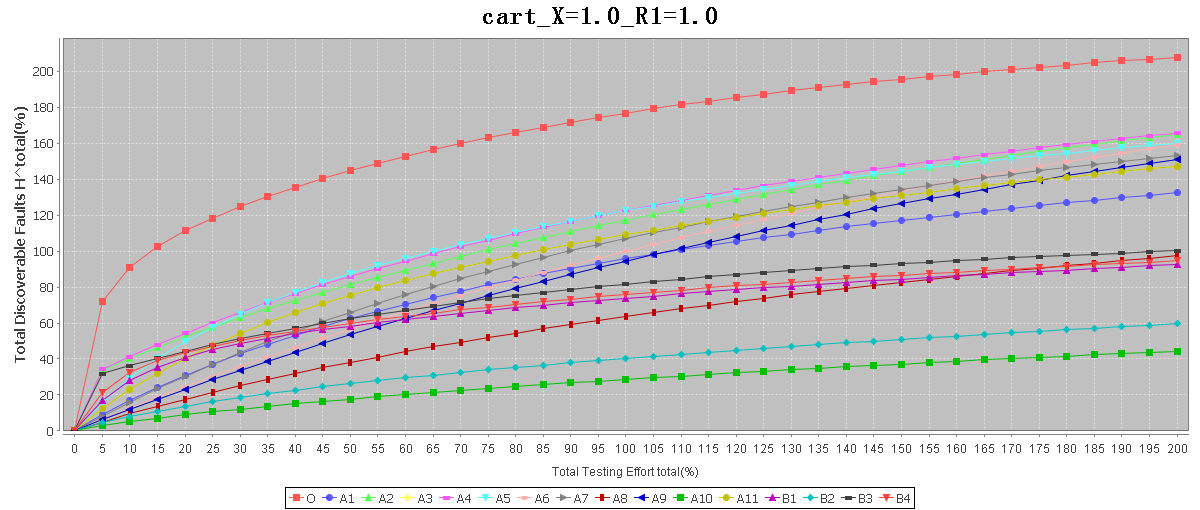 cart_X=1.0_R1=1.0
Total Discoverable Faults H^total(%)
200
180
160
140
120
100
80
60
40
20
0
0 5 10 15 20 25 30 35 40 45 50 55 60 65 70 75 80 85 90 95 100 105 110 115 120 125 130 135 140 145 150 155 160 165 170 175 180 185 190 195 200
Total Testing Effort total(%)
O A1 A2 A3 A4 A5 A6 A7 A8 A9 A10 A11 B1 B2 B3 B4